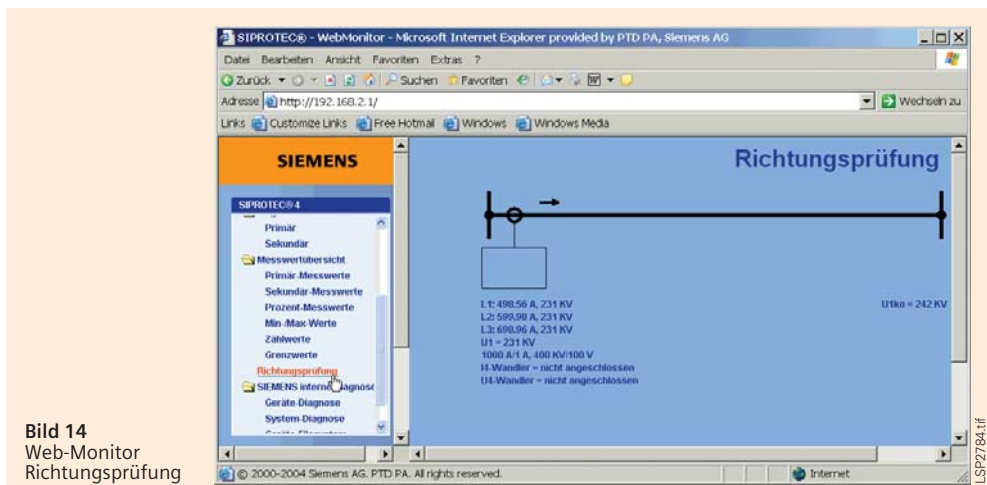 SIPROTEC® - WebMonitor - Microsoft Internet Explorer provided by PTD PA, Siemens AG
Datei Bearbeiten Ansicht Favoriten Extras ?
Zurück Suchen Favoriten
Adresse http://192.168.2.1/ Wechseln zu
Links Customize Links Free Hotmail Windows Windows Media
SIEMENS
SIPROTEC® 4
Primär
Sekundär
Messwertübersicht
Primär-Messwerte
Sekundär-Messwerte
Prozent-Messwerte
Min-/Max-Werte
Zählwerte
Grenzwerte
Richtungsprüfung
SIEMENS interne
Geräte-Diagnose
System-Diagnose
Richtungsprüfung
L1: 498.56 A, 231 KV
L2: 599.98 A, 231 KV
L3: 698.96 A, 231 KV
U1 = 231 KV
1000 A/1 A, 400 KV/100 V
I4-Wandler = nicht angeschlossen
U4-Wandler = nicht angeschlossen
U1ko = 242 KV
© 2000-2004 Siemens AG. PTD PA. All rights reserved.
Internet
Bild 14
Web-Monitor
Richtungsprüfung
LSP2784.tif